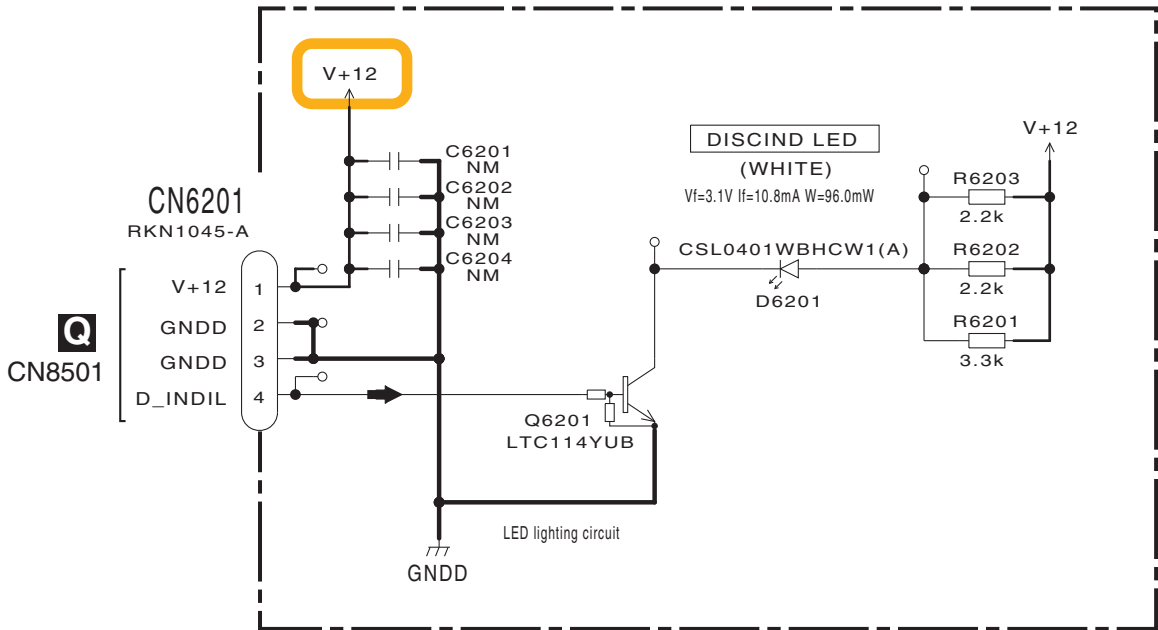 V+12
C6201
NM
C6202
NM
C6203
NM
C6204
NM
CN6201
RKN1045-A
V+12 1
GNDD 2
GNDD 3
D_INDIL 4
Q
CN8501
DISCIND LED
(WHITE)
Vf=3.1V If=10.8mA W=96.0mW
V+12
R6203
2.2k
R6202
2.2k
R6201
3.3k
CSL0401WBHCW1(A)
D6201
Q6201
LTC114YUB
LED lighting circuit
GNDD